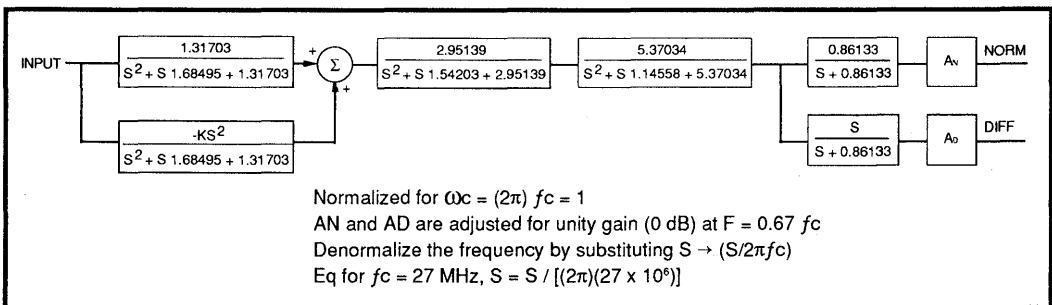 INPUT
1.31703
S² + S 1.68495 + 1.31703
-KS²
S² + S 1.68495 + 1.31703
+
Σ
+
2.95139
S² + S 1.54203 + 2.95139
5.37034
S² + S 1.14558 + 5.37034
0.86133
S + 0.86133
AN
NORM
S
S + 0.86133
AD
DIFF
Normalized for ωc = (2π) fc = 1
AN and AD are adjusted for unity gain (0 dB) at F = 0.67 fc
Denormalize the frequency by substituting S → (S/2πfc)
Eq for fc = 27 MHz, S = S / [(2π)(27 x 10⁶)]